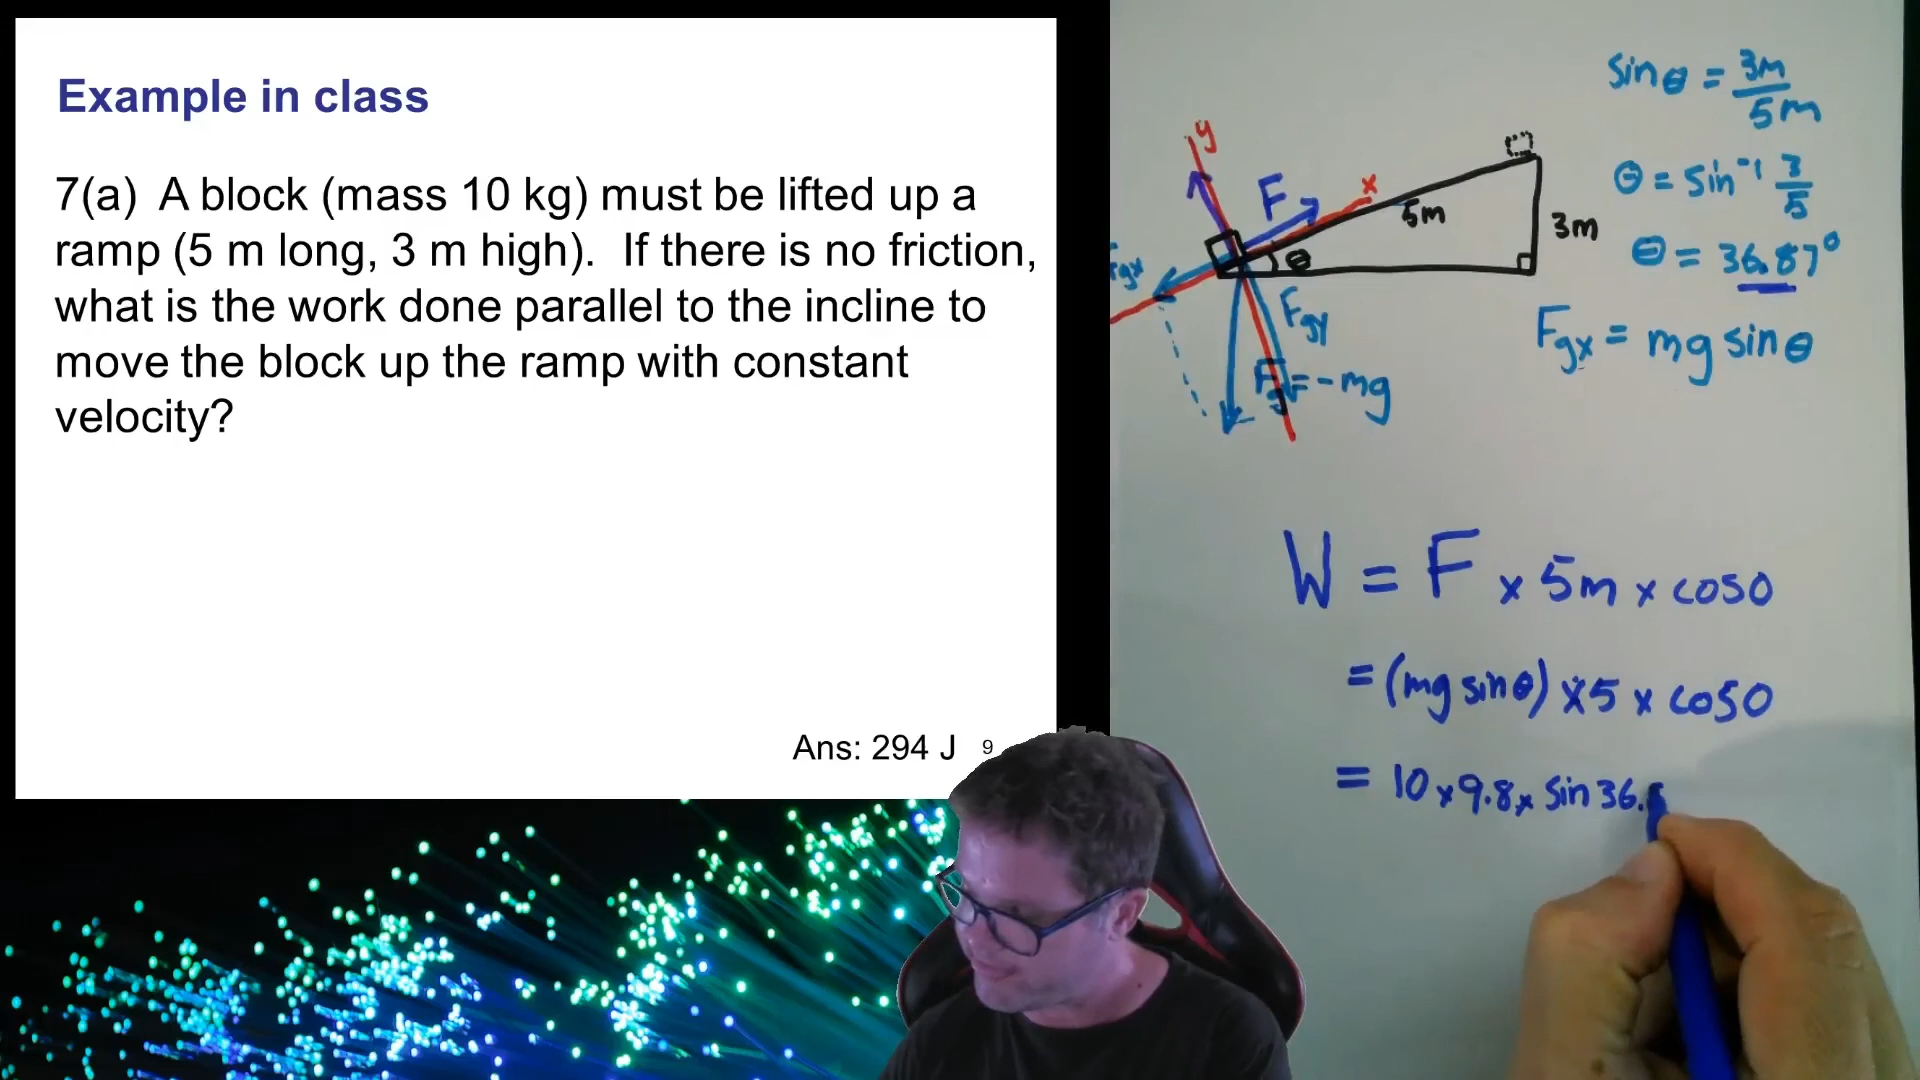 Example in class
7(a) A block (mass 10 kg) must be lifted up a
ramp (5 m long, 3 m high). If there is no friction,
what is the work done parallel to the incline to
move the block up the ramp with constant
velocity?
Ans: 294 J
9
y
F
x
5m
3m
θ
Fgx
Fgy
Fg = -mg
sinθ = 3m/5m
θ = sin⁻¹ 3/5
θ = 36.87°
Fgx = mg sinθ
W = F x 5m x cos0
= (mg sinθ) x 5 x cos0
= 10 x 9.8 x sin 36.